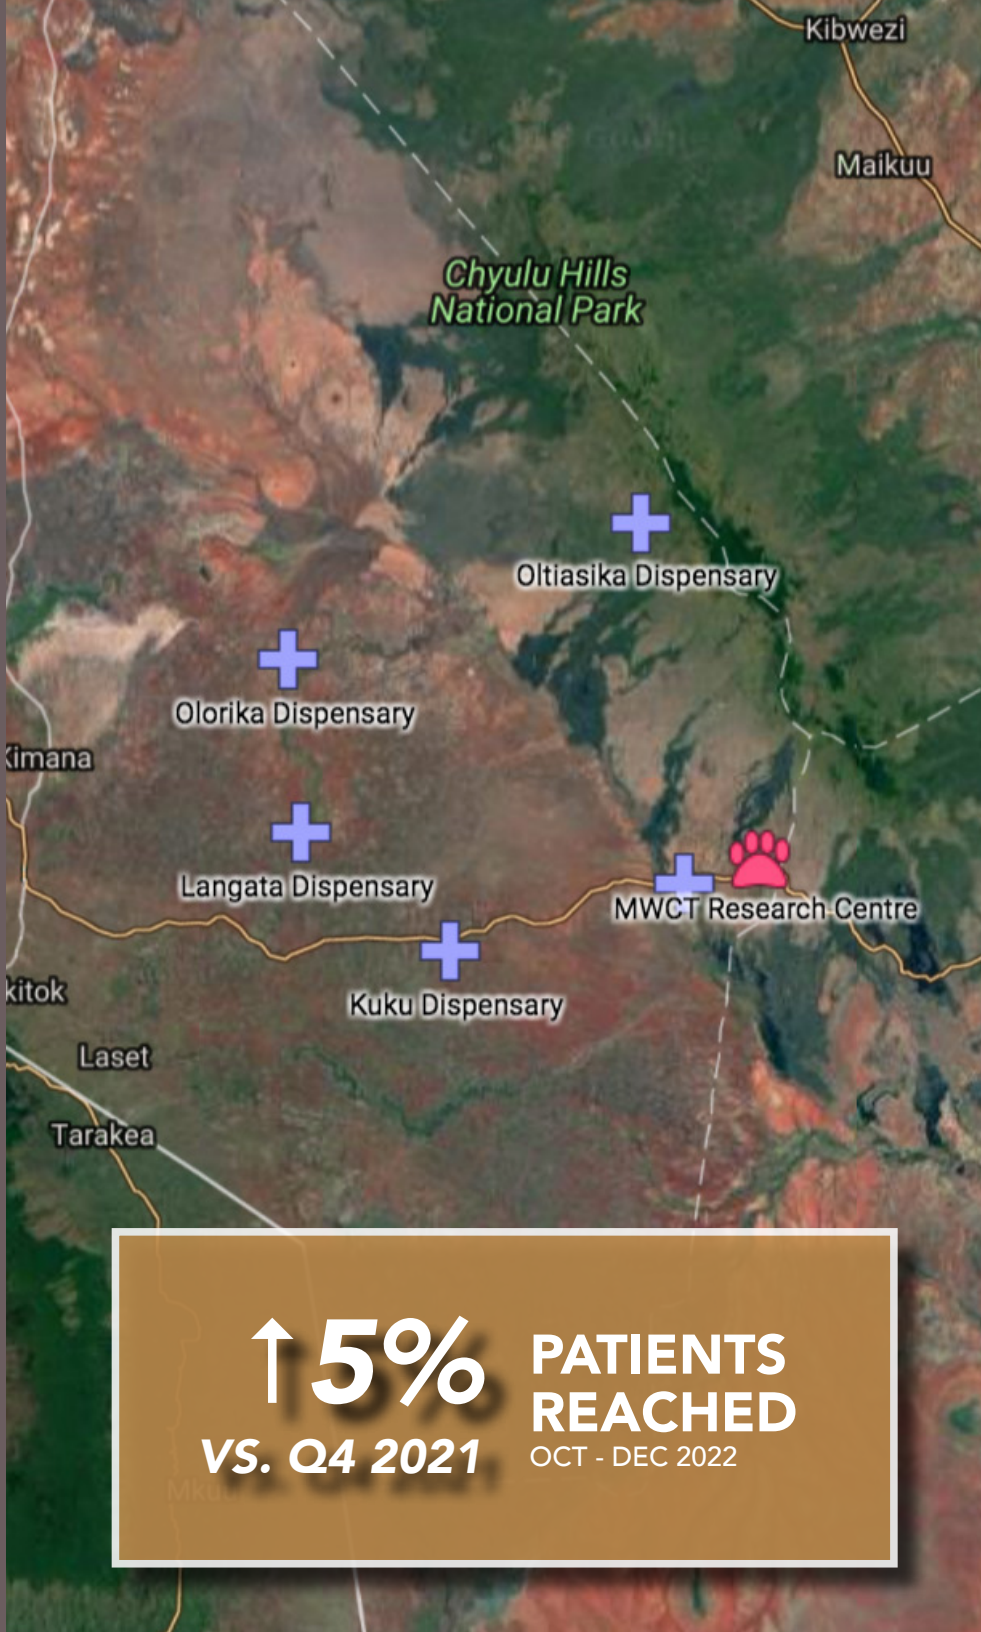 Kibwezi
Maikuu
Chyulu Hills
National Park
Oltiasika Dispensary
Olorika Dispensary
Kimana
Langata Dispensary
MWCT Research Centre
kitok
Kuku Dispensary
Laset
Tarakea
↑5%
VS. Q4 2021
PATIENTS
REACHED
OCT - DEC 2022